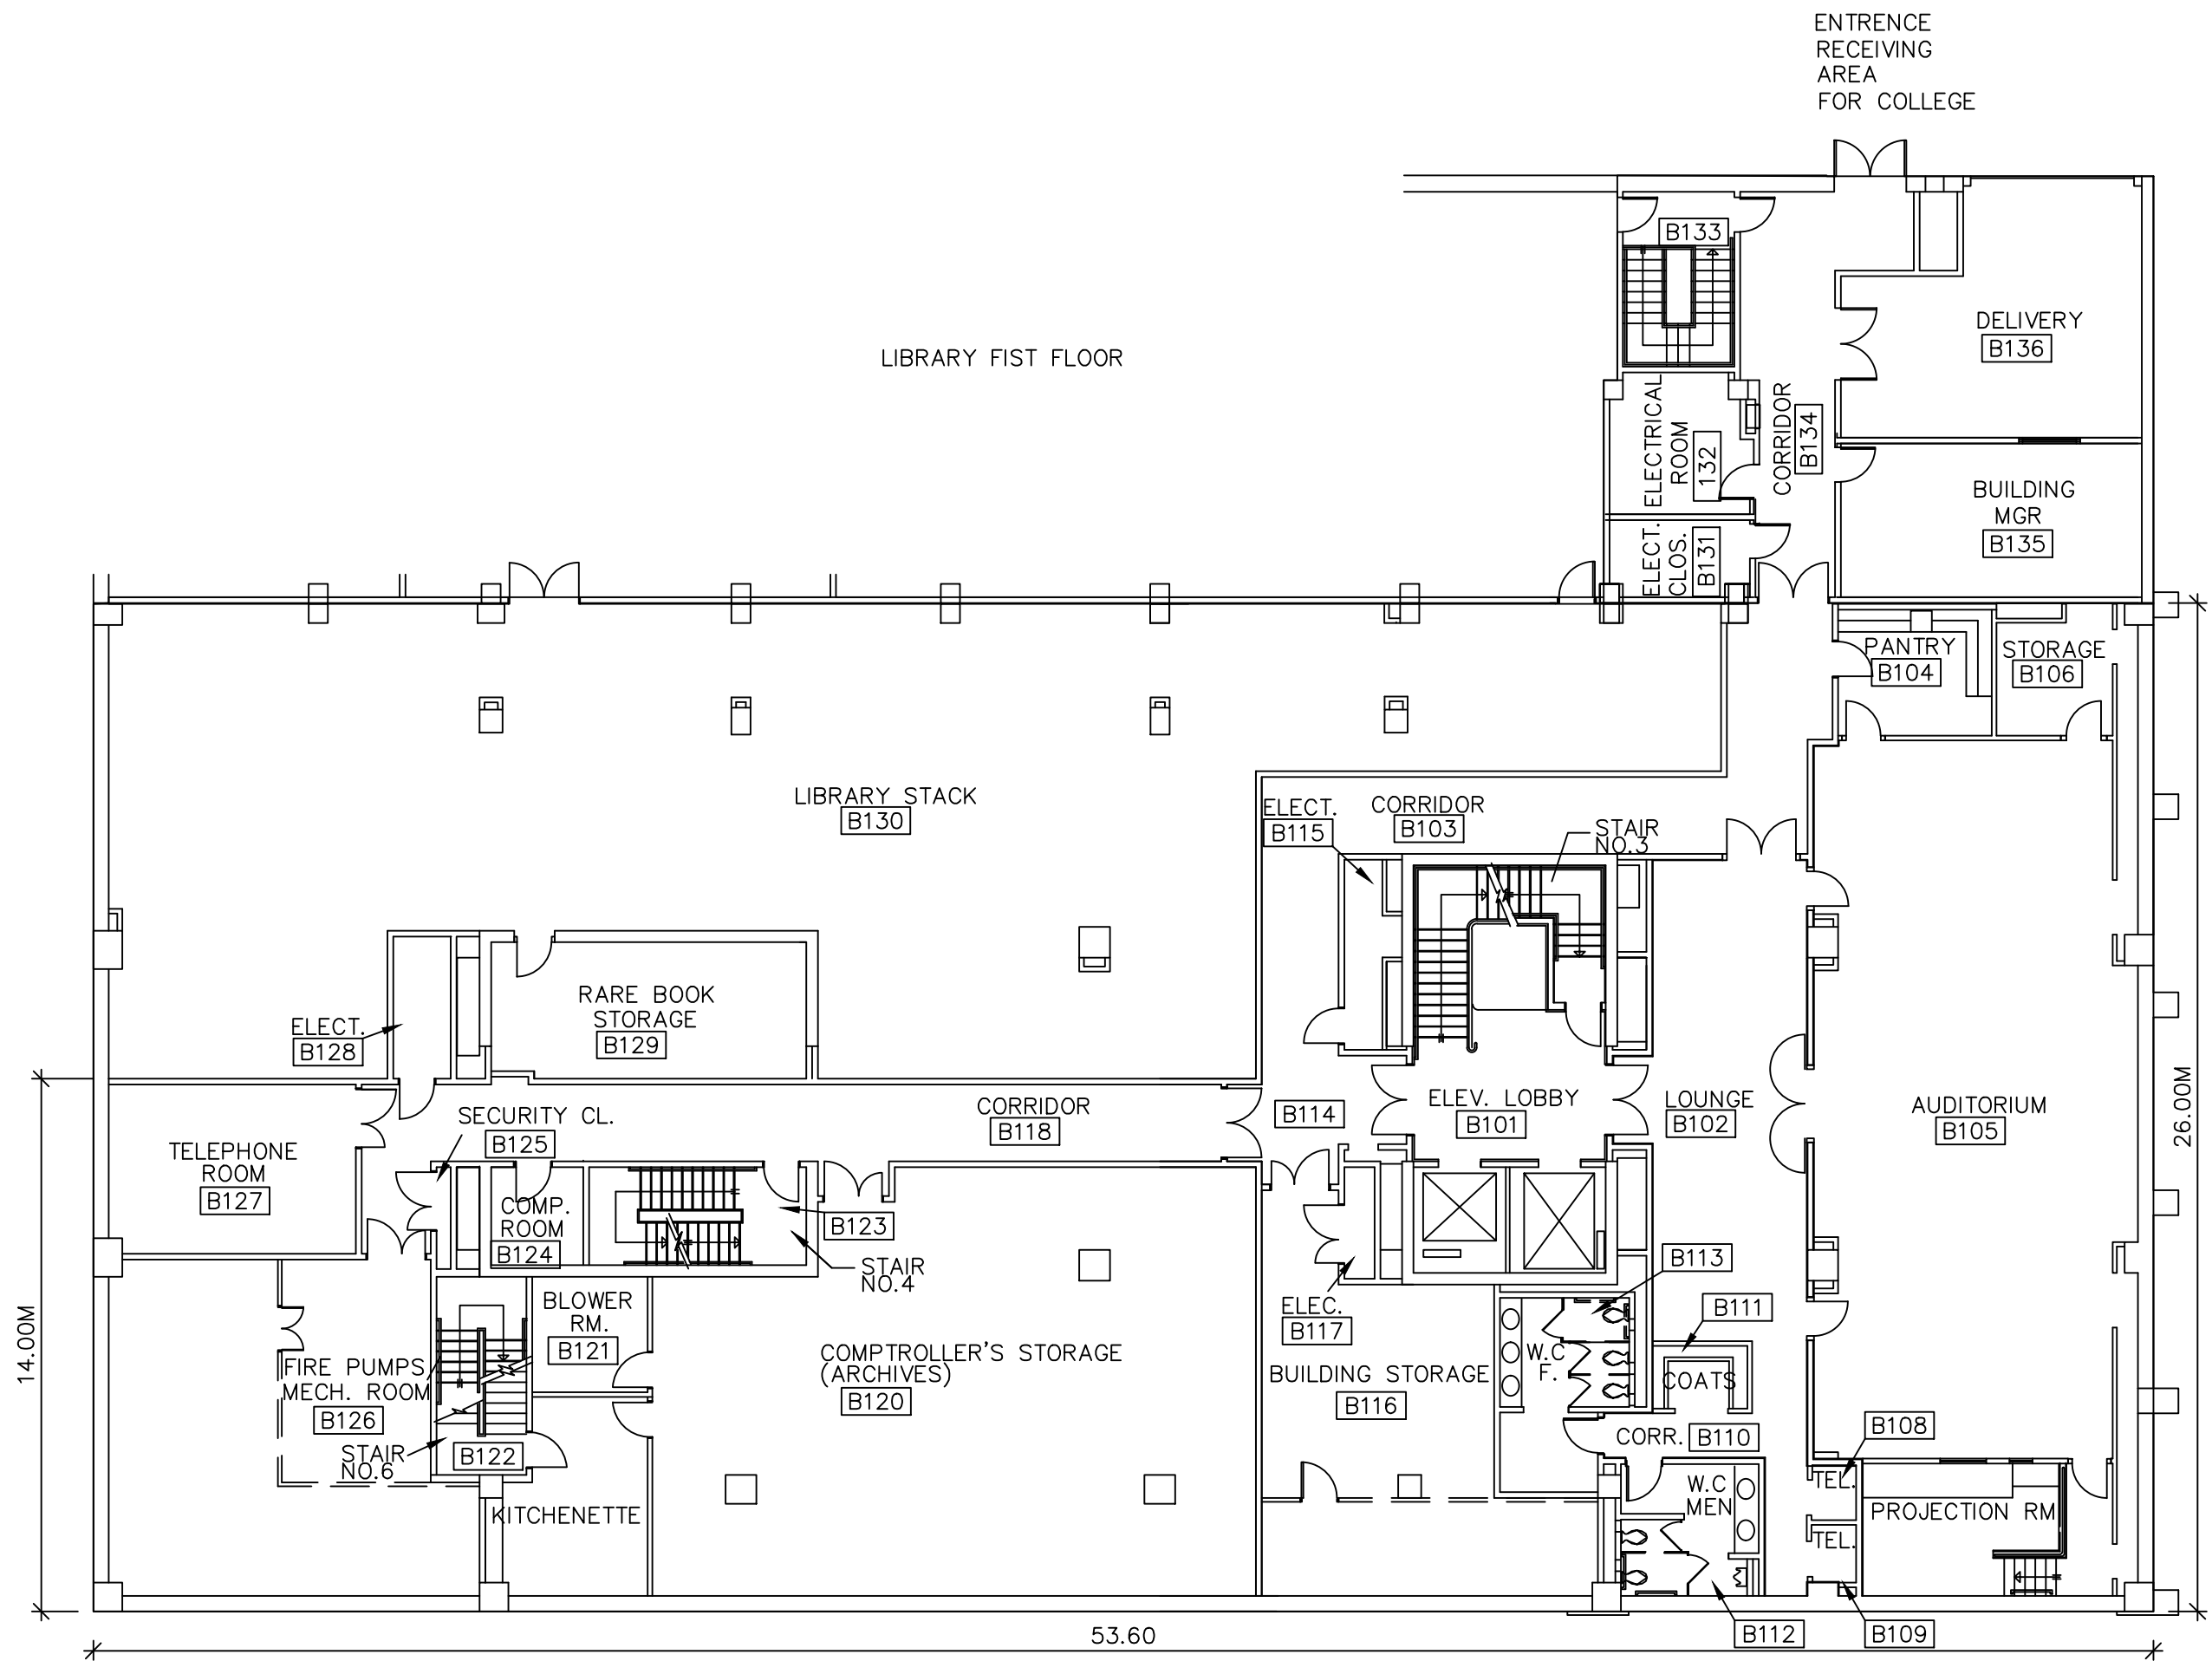 ENTRENCE
RECEIVING
AREA
FOR COLLEGE
B133
LIBRARY FIST FLOOR
DELIVERY
B136
ELECTRICAL
ROOM
132
CORRIDOR
B134
BUILDING
MGR
B135
ELECT.
CLOS.
B131
PANTRY
B104
STORAGE
B106
LIBRARY STACK
B130
ELECT.
B115
CORRIDOR
B103
STAIR
NO.3
RARE BOOK
STORAGE
B129
ELECT.
B128
SECURITY CL.
B125
CORRIDOR
B118
B114
ELEV. LOBBY
B101
LOUNGE
B102
AUDITORIUM
B105
26.00M
TELEPHONE
ROOM
B127
COMP.
ROOM
B124
B123
STAIR
NO.4
B113
B111
ELEC.
B117
BLOWER
RM.
B121
14.00M
FIRE PUMPS
MECH. ROOM
B126
COMPTROLLER'S STORAGE
(ARCHIVES)
B120
BUILDING STORAGE
B116
W.C
F.
COATS
STAIR
NO.6
B122
CORR.
B110
B108
KITCHENETTE
W.C
MEN
TEL.
PROJECTION RM
TEL.
B112
B109
53.60